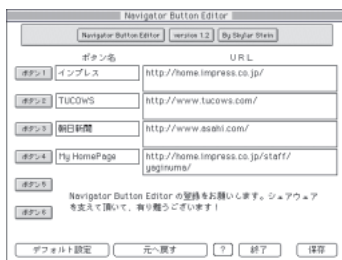 Navigator Button Editor
Navigator Button Editor version 1.2 By Skylar Stein
ボタン名 URL
ボタン1 インプレス http://home.impress.co.jp/
ボタン2 TUCOWS http://www.tucows.com/
ボタン3 朝日新聞 http://www.asahi.com/
ボタン4 My HomePage http://home.impress.co.jp/staff/
yaginuma/
ボタン5
Navigator Button Editor の登録をお願いします。シェアウェア
ボタン6 を支えて頂いて、有り難うございます！
デフォルト設定 元へ戻す ? 終了 保存